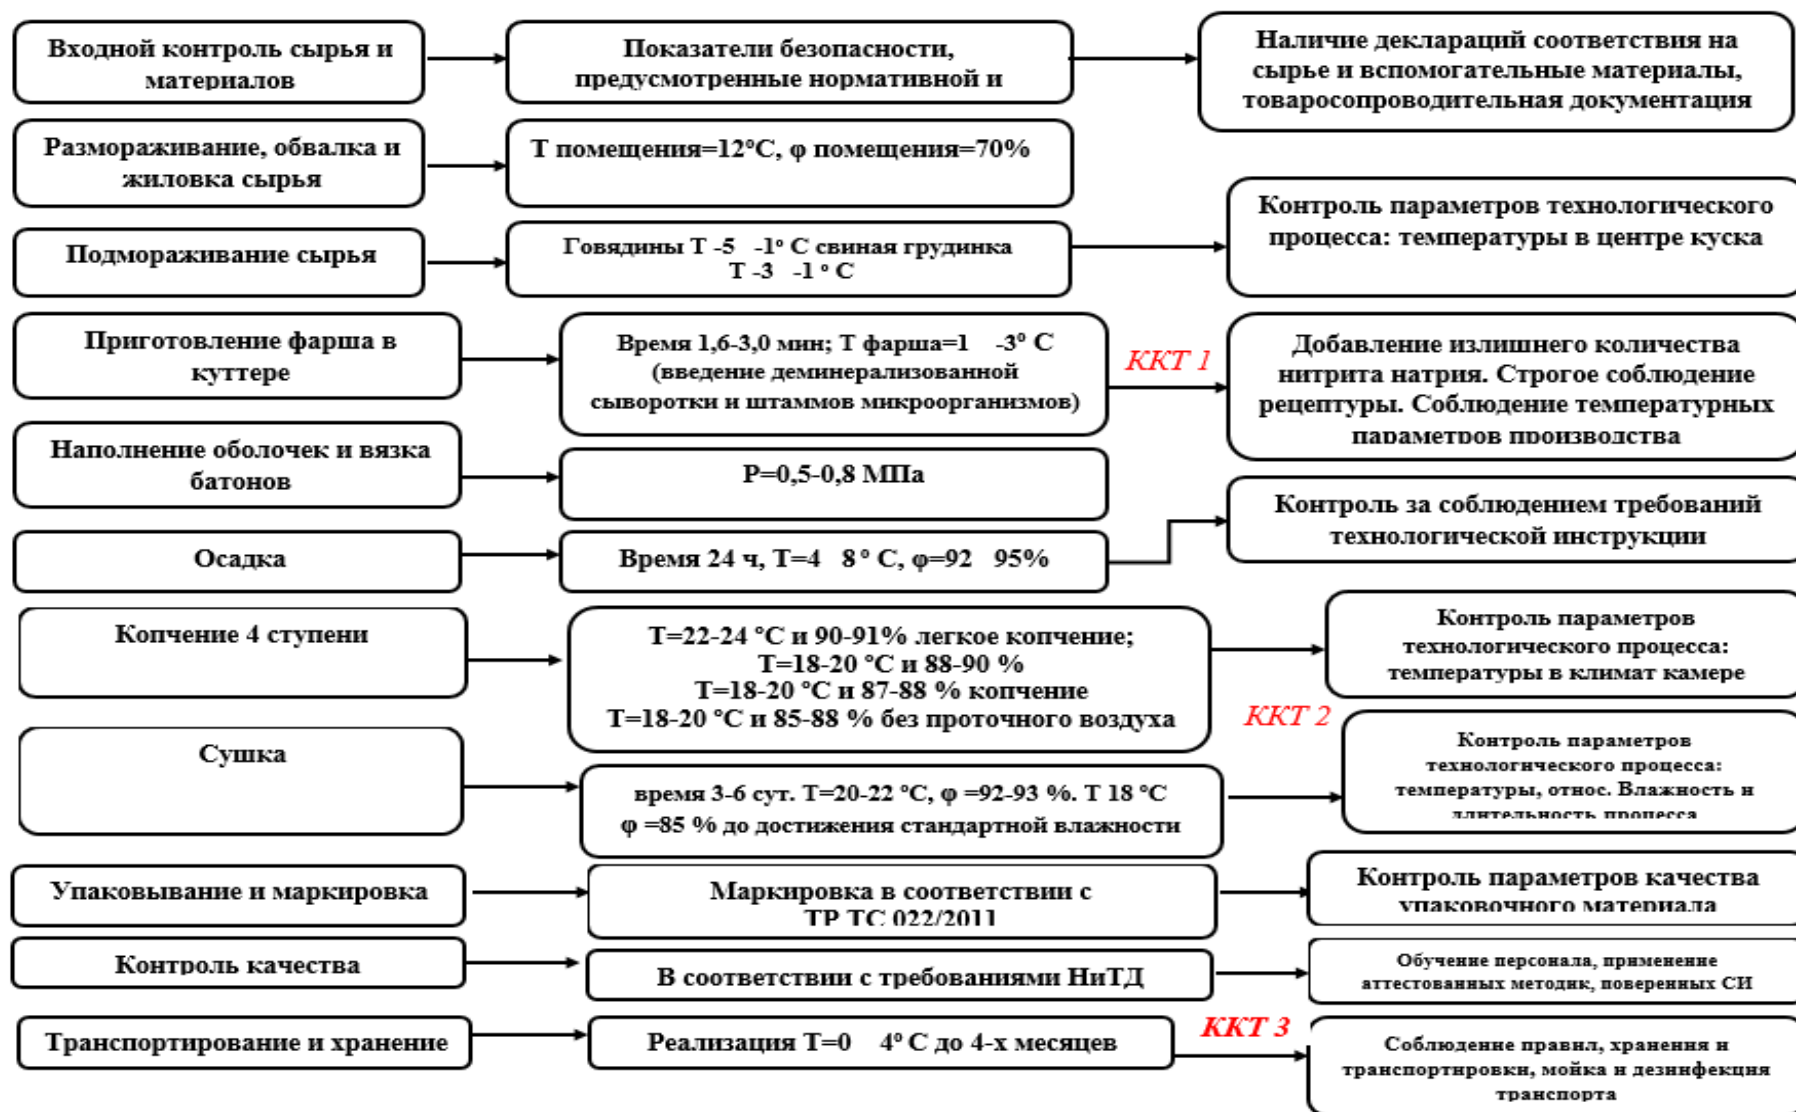 Входной контроль сырья и
материалов
Показатели безопасности,
предусмотренные нормативной и
Наличие деклараций соответствия на
сырье и вспомогательные материалы,
товаросопроводительная документация
Размораживание, обвалка и
жиловка сырья
Т помещения=12°С, φ помещения=70%
Подмораживание сырья
Говядины Т -5 -1° С свиная грудинка
Т -3 -1 ° С
Контроль параметров технологического
процесса: температуры в центре куска
Приготовление фарша в
куттере
Время 1,6-3,0 мин; Т фарша=1 -3° С
(введение деминерализованной
сыворотки и штаммов микроорганизмов)
ККТ 1
Добавление излишнего количества
нитрита натрия. Строгое соблюдение
рецептуры. Соблюдение температурных
параметров производства
Наполнение оболочек и вязка
батонов
Р=0,5-0,8 МПа
Осадка
Время 24 ч, Т=4 8 ° С, φ=92 95%
Контроль за соблюдением требований
технологической инструкции
Копчение 4 ступени
Т=22-24 °С и 90-91% легкое копчение;
Т=18-20 °С и 88-90 %
Т=18-20 °С и 87-88 % копчение
Т=18-20 °С и 85-88 % без проточного воздуха
Контроль параметров
технологического процесса:
температуры в климат камере
ККТ 2
Сушка
время 3-6 сут. Т=20-22 °С, φ =92-93 %. Т 18 °С
φ =85 % до достижения стандартной влажности
Контроль параметров
технологического процесса:
температуры, относ. Влажность и
длительность процесса
Упаковывание и маркировка
Маркировка в соответствии с
ТР ТС 022/2011
Контроль параметров качества
упаковочного материала
Контроль качества
В соответствии с требованиями НиТД
Обучение персонала, применение
аттестованных методик, поверенных СИ
Транспортирование и хранение
Реализация Т=0 4° С до 4-х месяцев
ККТ 3
Соблюдение правил, хранения и
транспортировки, мойка и дезинфекция
транспорта